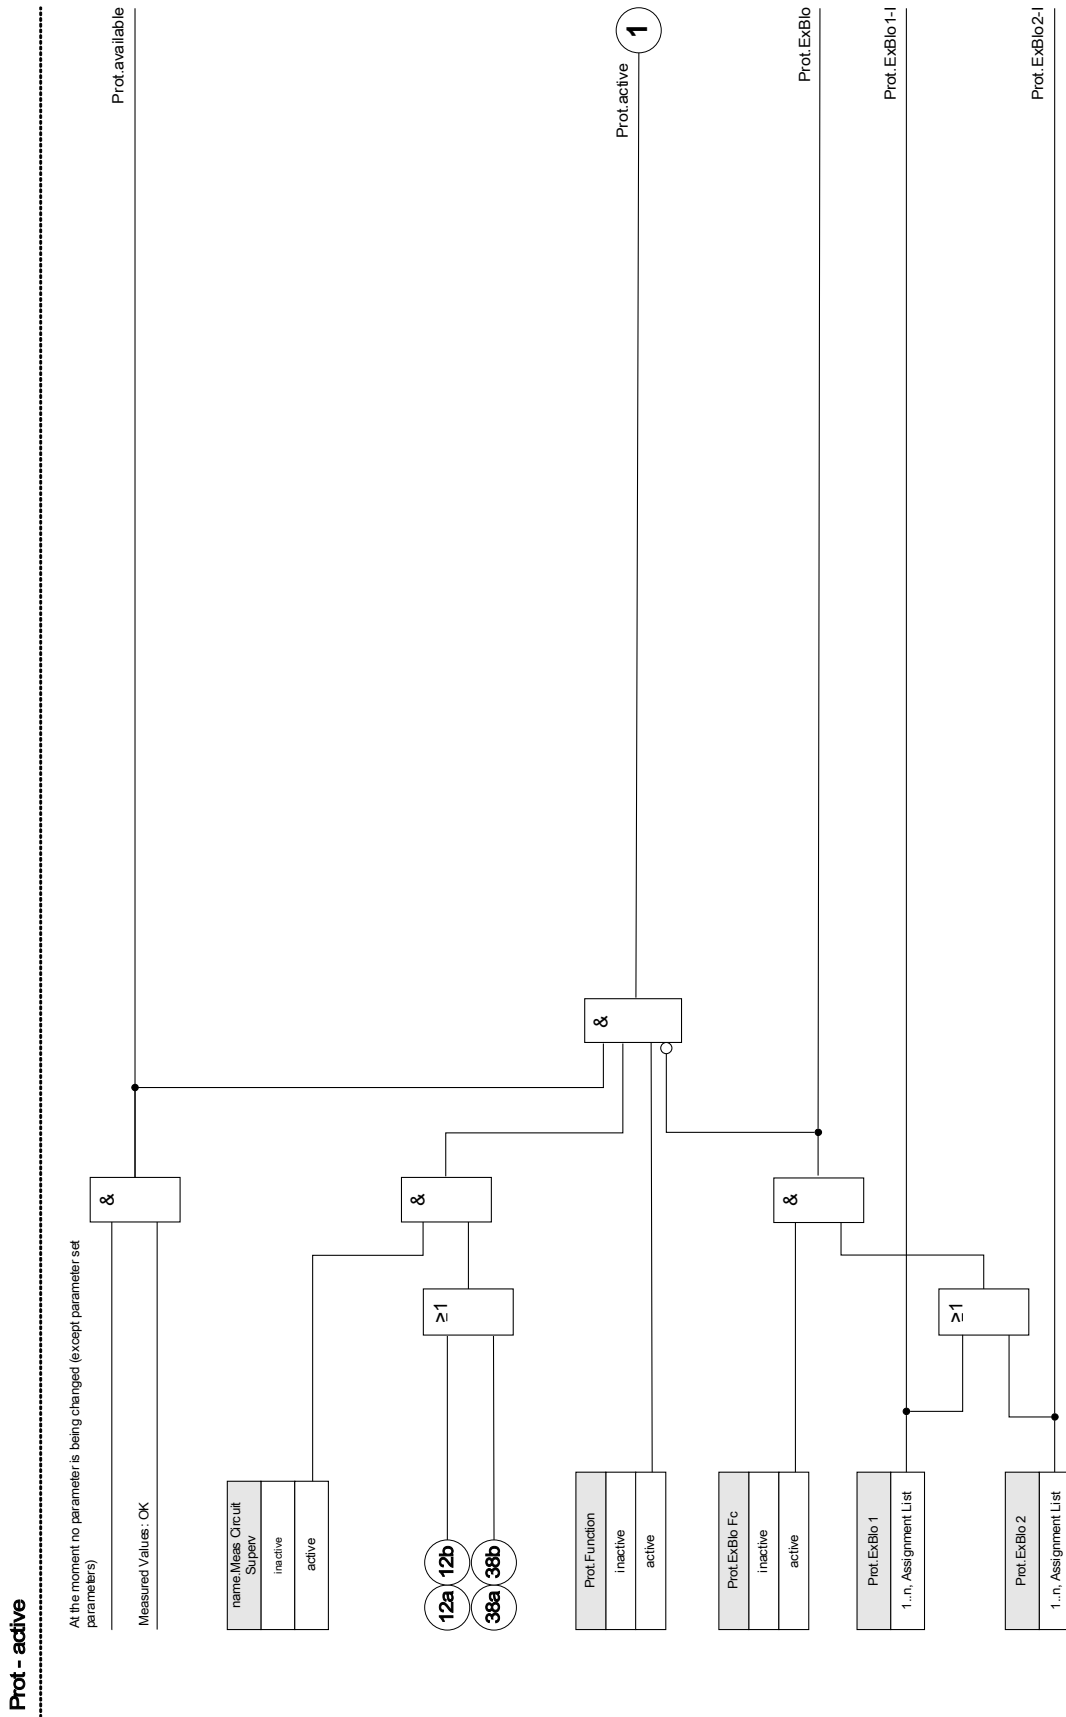 Prot - active
At the moment no parameter is being changed (except parameter set
parameters)
Prot.available
&
Measured Values: OK
name.Meas Circuit
Superv
inactive
active
&
≥1
12a 12b
38a 38b
Prot.active
1
&
Prot.Function
inactive
active
Prot.ExBlo Fc
inactive
active
&
Prot.ExBlo
Prot.ExBlo 1
1..n, Assignment List
Prot.ExBlo1-I
≥1
Prot.ExBlo 2
1..n, Assignment List
Prot.ExBlo2-I